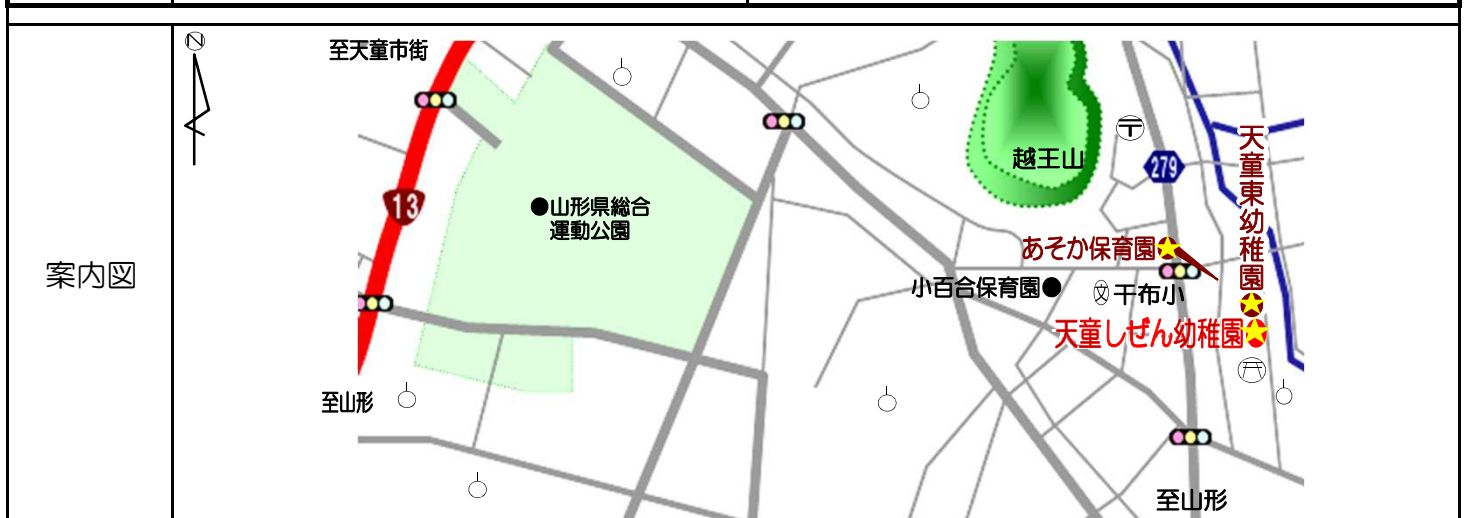 案内図
N
至天童市街
13
●山形県総合
運動公園
至山形
越王山
〒
279
天童東幼稚園
あそか保育園
小百合保育園●
文
干布小
天童しぜん幼稚園
至山形